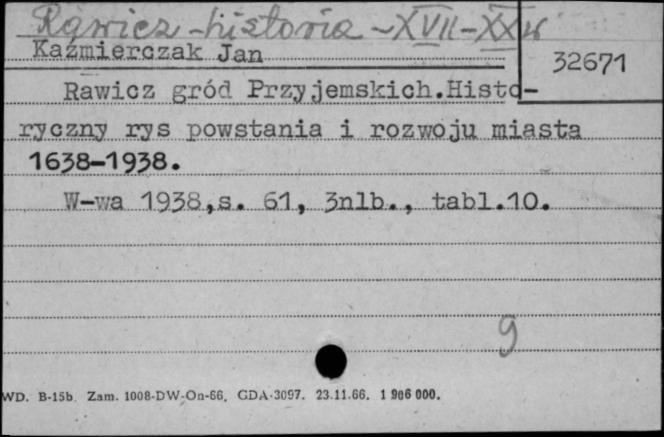 Rawicz - historia - XVII-XX w
Kaźmierczak Jan
32671
Rawicz gród Przyjemskich.Histo-
ryczny rys powstania i rozwoju miasta
1638-1938.
W-wa 1938,s. 61, 3nlb., tabl.10.
9
WD. B-15b. Zam. 1008-DW-On-66. GDA-3097. 23.11.66. 1 906 000.